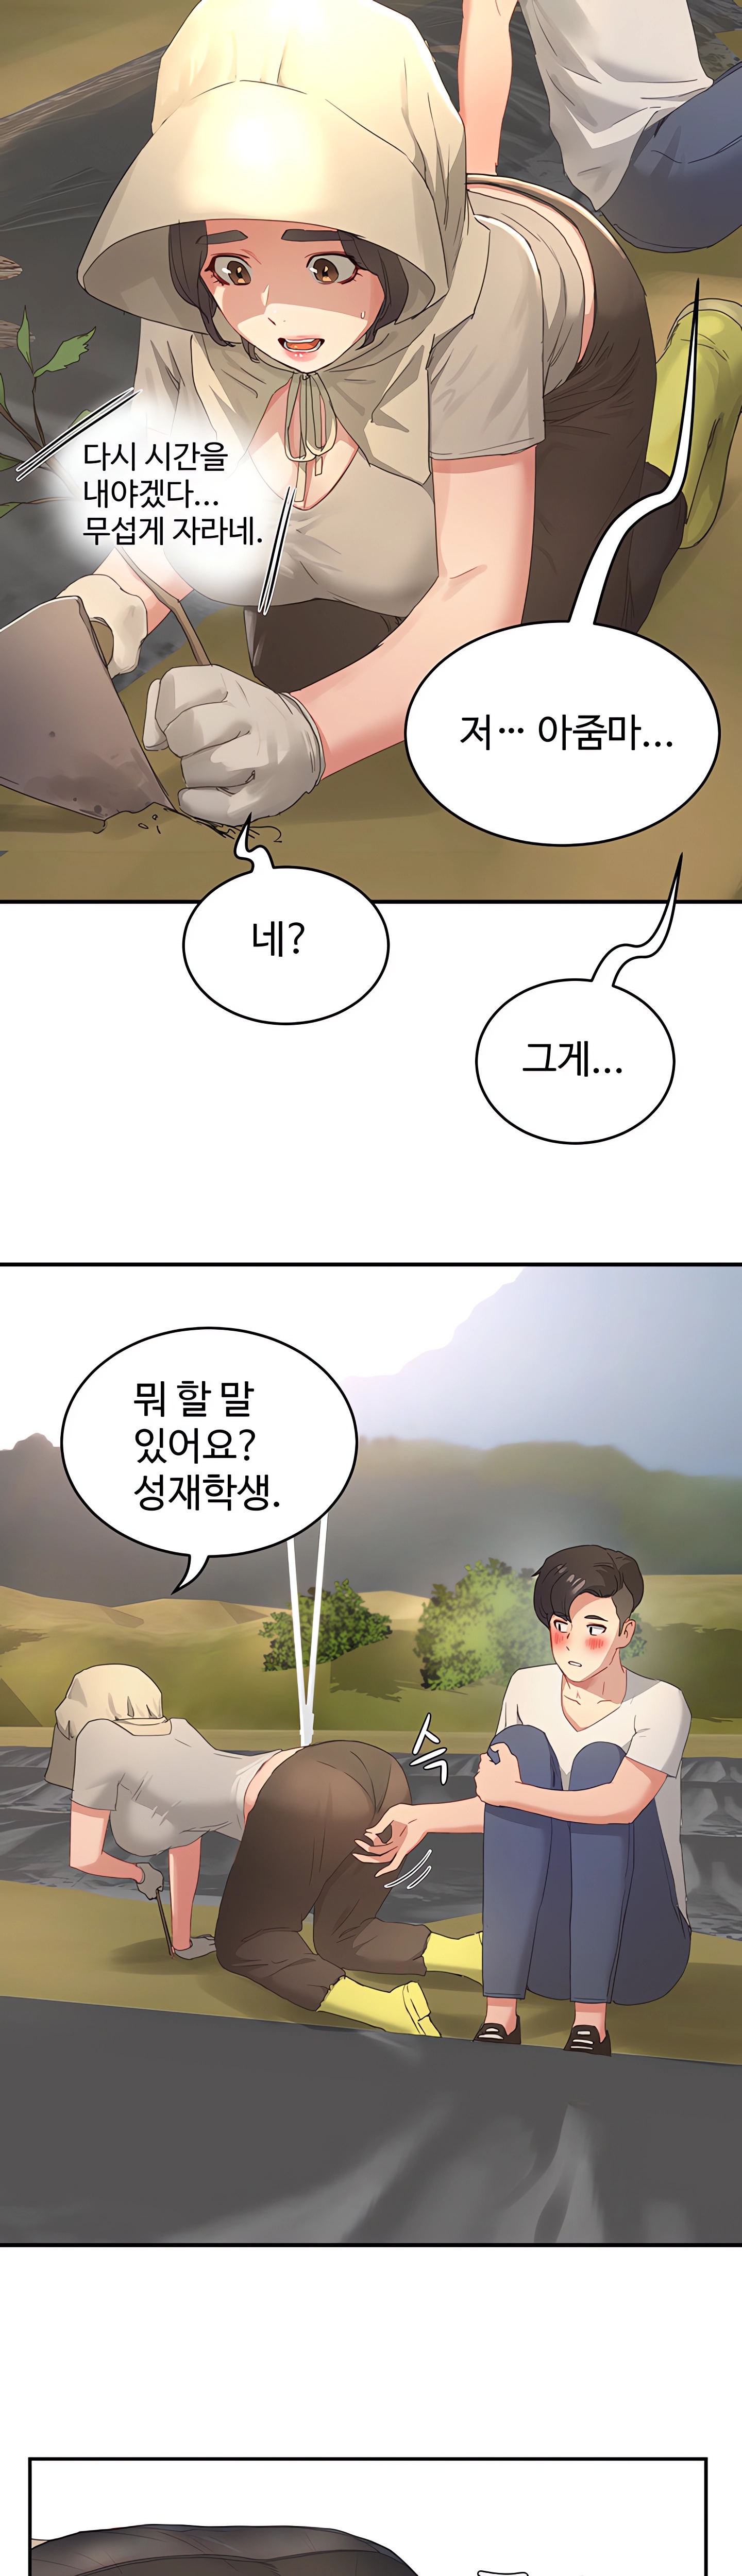 다시 시간을
내야겠다...
무섭게 자라네.
저... 아줌마...
네?
그게...
뭐 할 말
있어요?
성재학생.
스